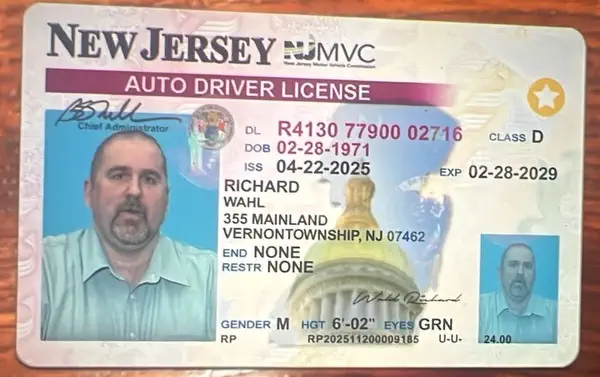 NEW JERSEY NJMVC
New Jersey Motor Vehicle Commission
AUTO DRIVER LICENSE
Chief Administrator
DL R4130 77900 02716 CLASS D
DOB 02-28-1971
ISS 04-22-2025 EXP 02-28-2029
RICHARD
WAHL
355 MAINLAND
VERNONTOWNSHIP, NJ 07462
END NONE
RESTR NONE
Wahl Richard
GENDER M HGT 6'-02" EYES GRN
RP RP202511200009185 U-U- 24.00